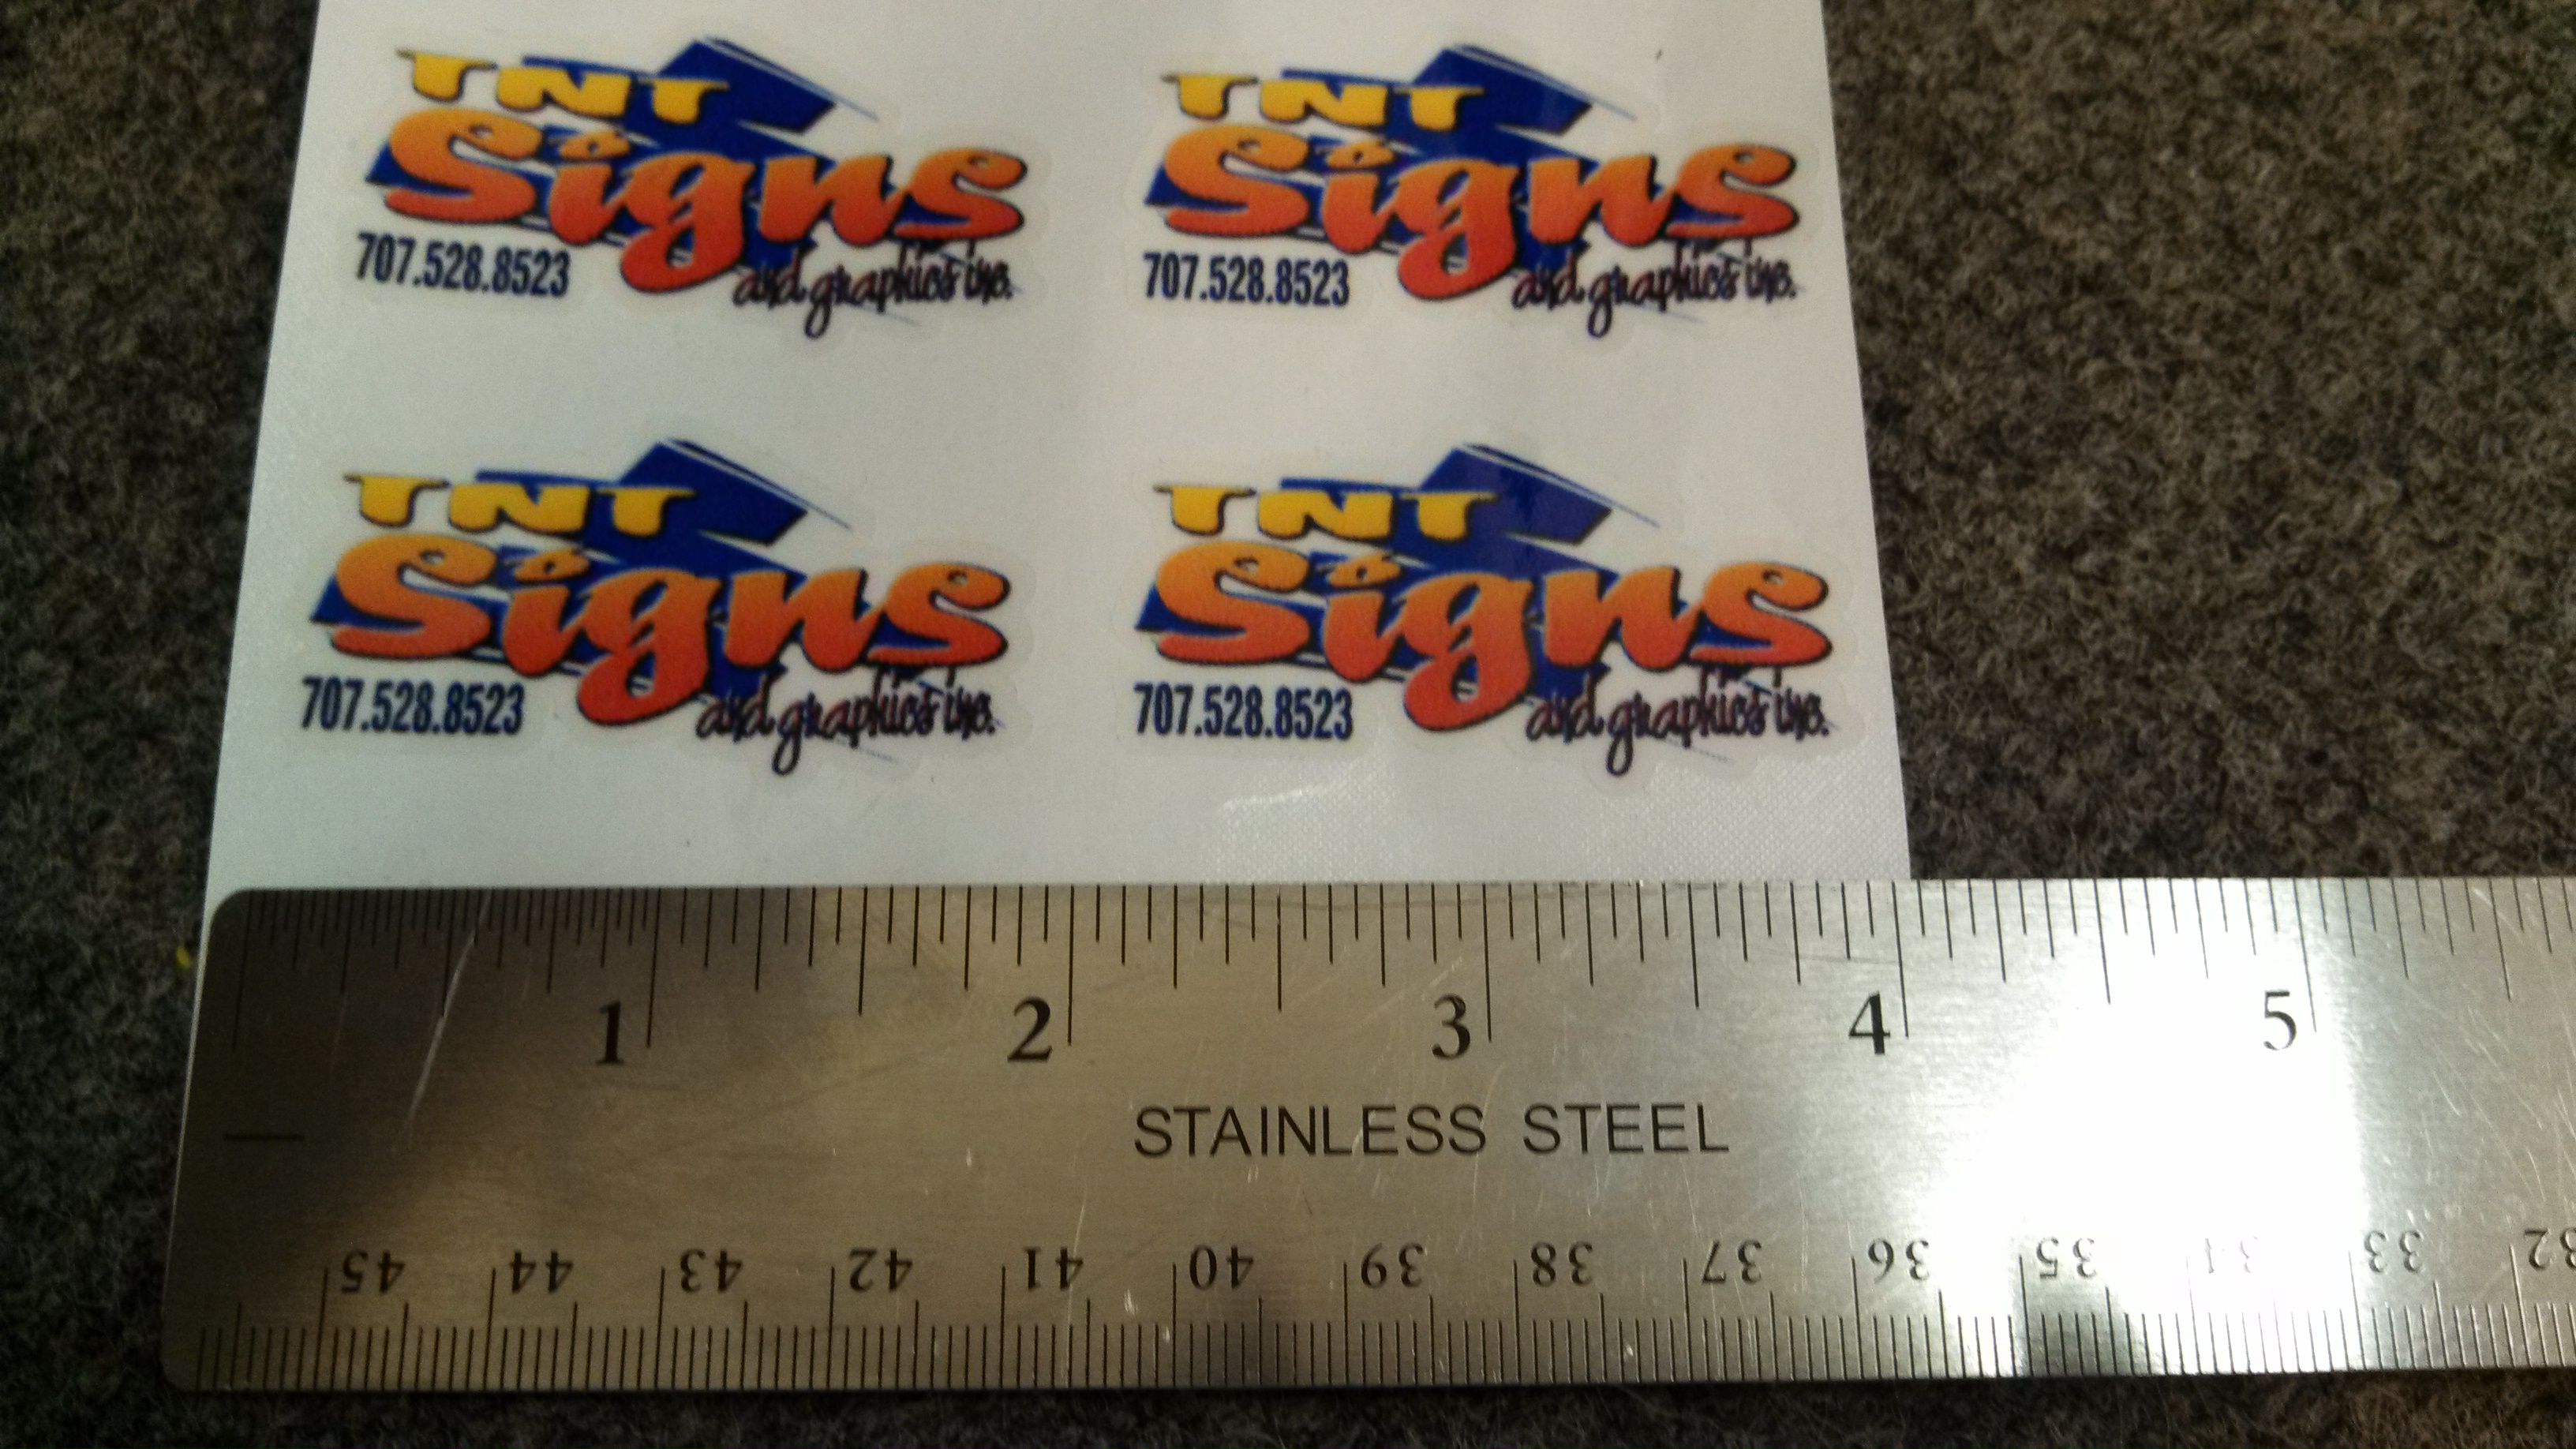 TNT
Signs
707.528.8523
and graphics inc.
TNT
Signs
707.528.8523
and graphics inc.
TNT
Signs
707.528.8523
and graphics inc.
TNT
Signs
707.528.8523
and graphics inc.
1 2 3 4 5
STAINLESS STEEL
45 44 43 42 41 40 39 38 37 36 35 34 33 32